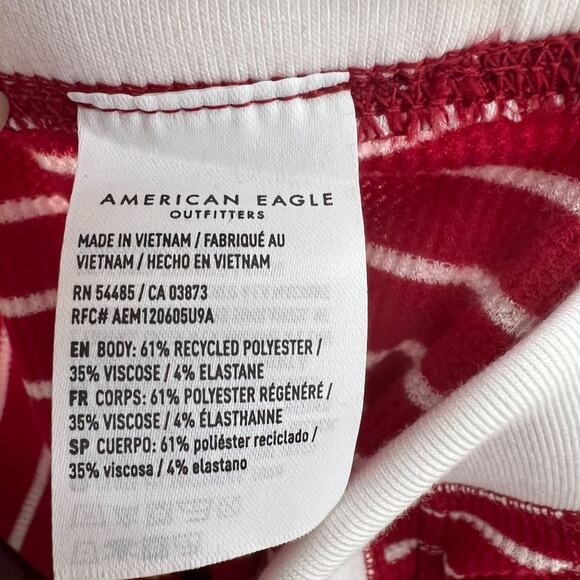 AMERICAN EAGLE
OUTFITTERS
MADE IN VIETNAM / FABRIQUÉ AU
VIETNAM / HECHO EN VIETNAM
RN 54485 / CA 03873
RFC# AEM120605U9A
EN BODY: 61% RECYCLED POLYESTER /
35% VISCOSE / 4% ELASTANE
FR CORPS: 61% POLYESTER RÉGÉNÉRÉ /
35% VISCOSE / 4% ÉLASTHANNE
SP CUERPO: 61% poliéster reciclado /
35% viscosa / 4% elastano